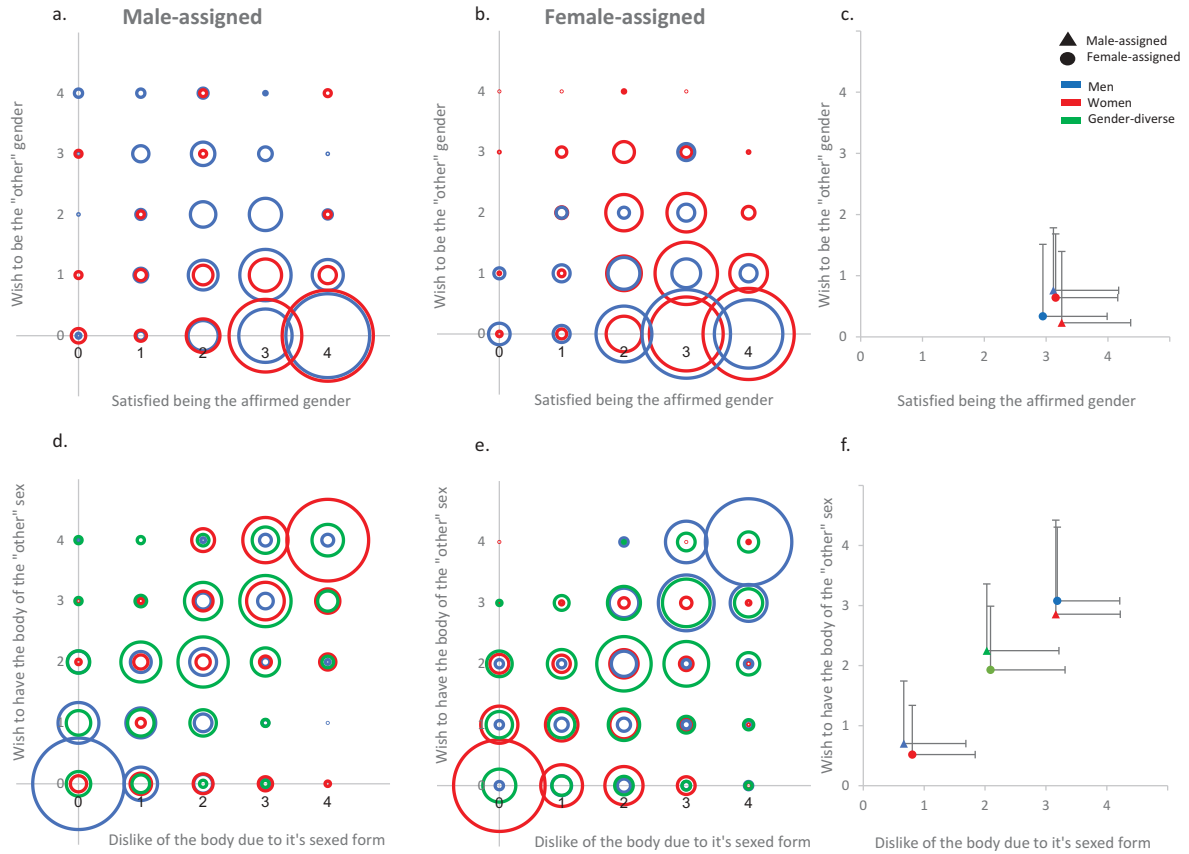 a.
Male-assigned
Wish to be the "other" gender
4
3
2
1
0
0 1 2 3 4
Satisfied being the affirmed gender
b.
Female-assigned
Wish to be the "other" gender
4
3
2
1
0
0 1 2 3 4
Satisfied being the affirmed gender
c.
Male-assigned
Female-assigned
Men
Women
Gender-diverse
Wish to be the "other" gender
5
4
3
2
1
0
0 1 2 3 4
Satisfied being the affirmed gender
d.
Wish to have the body of the "other" sex
4
3
2
1
0
0 1 2 3 4
Dislike of the body due to it's sexed form
e.
Wish to have the body of the "other" sex
4
3
2
1
0
0 1 2 3 4
Dislike of the body due to it's sexed form
f.
Wish to have the body of the "other" sex
5
4
3
2
1
0
0 1 2 3 4
Dislike of the body due to it's sexed form